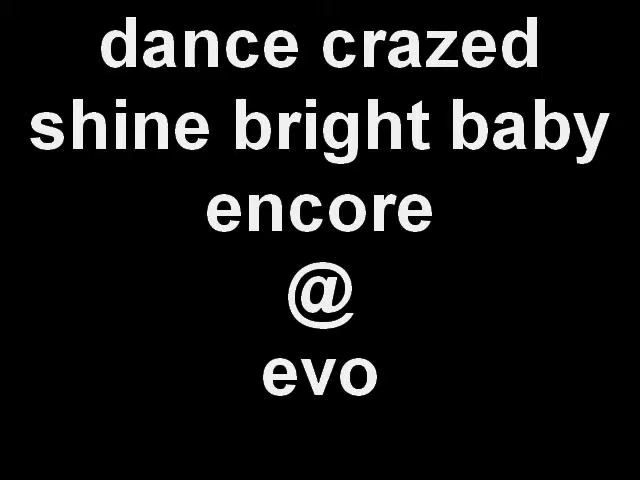 dance crazed
shine bright baby
encore
@
evo